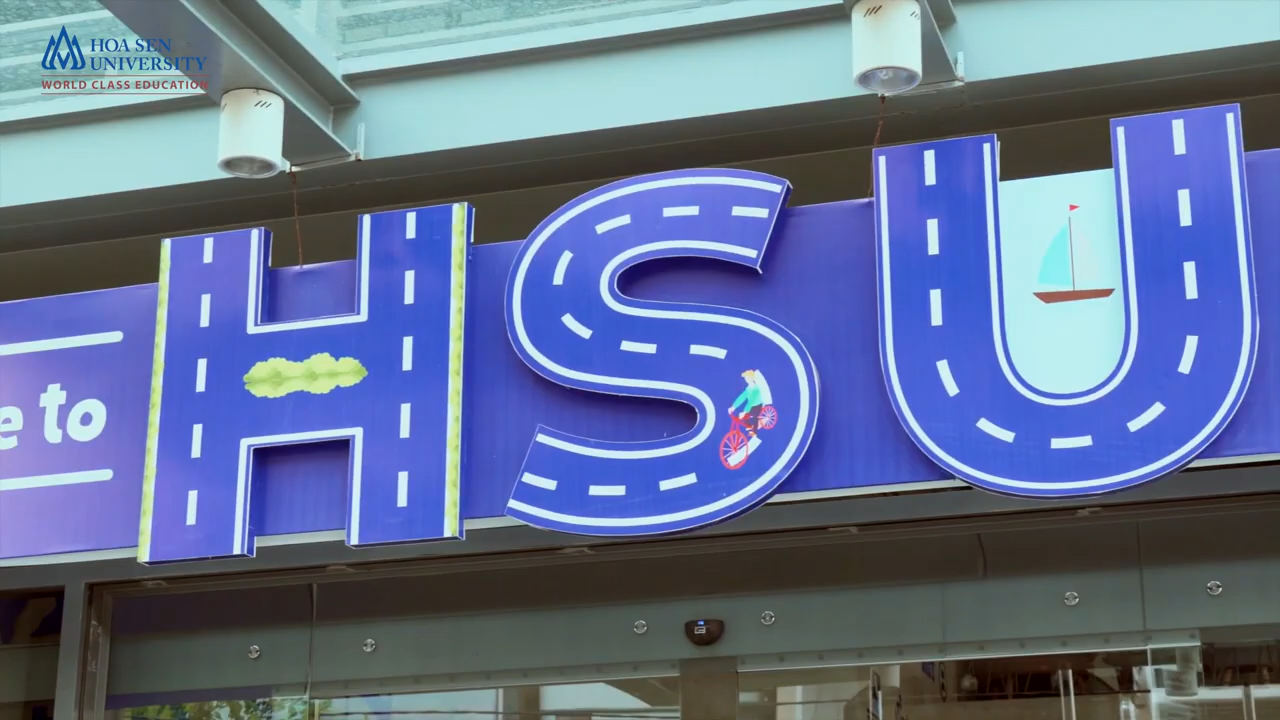 HOA SEN
UNIVERSITY
WORLD CLASS EDUCATION
to
HSU